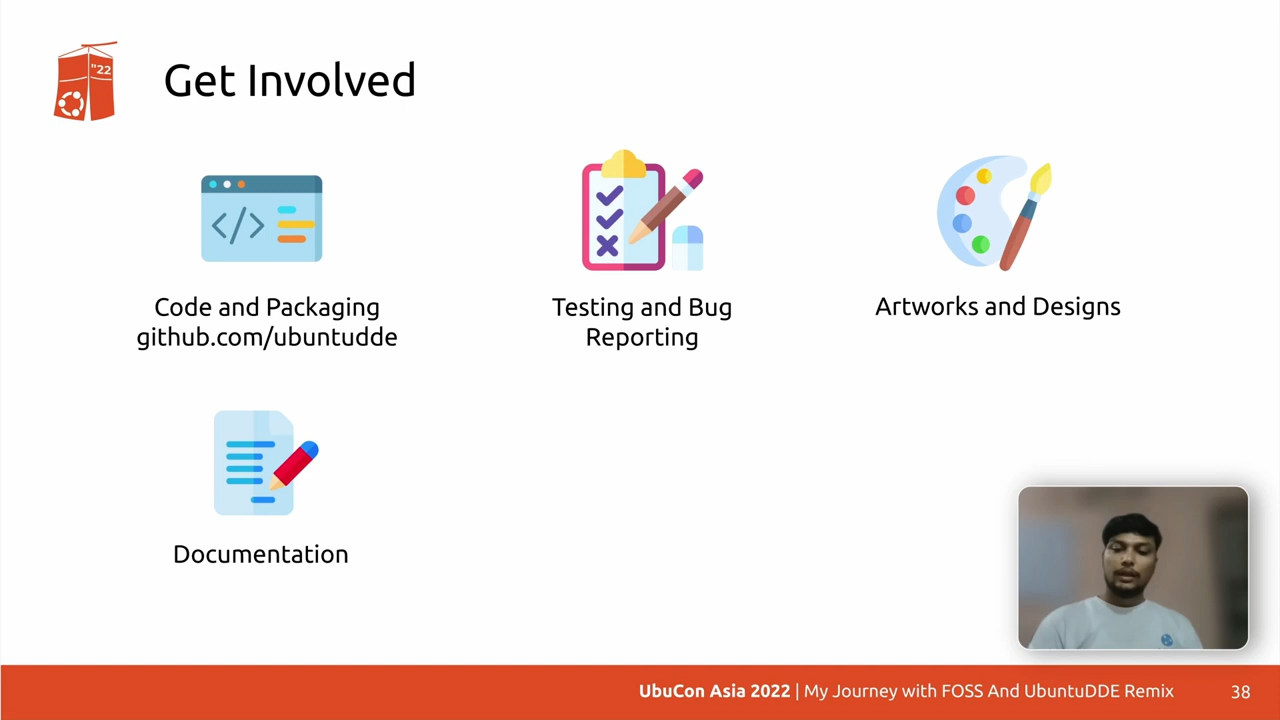 "22
Get Involved
</>
Code and Packaging
github.com/ubuntudde
Testing and Bug
Reporting
Artworks and Designs
Documentation
UbuCon Asia 2022 | My Journey with FOSS And UbuntuDDE Remix
38